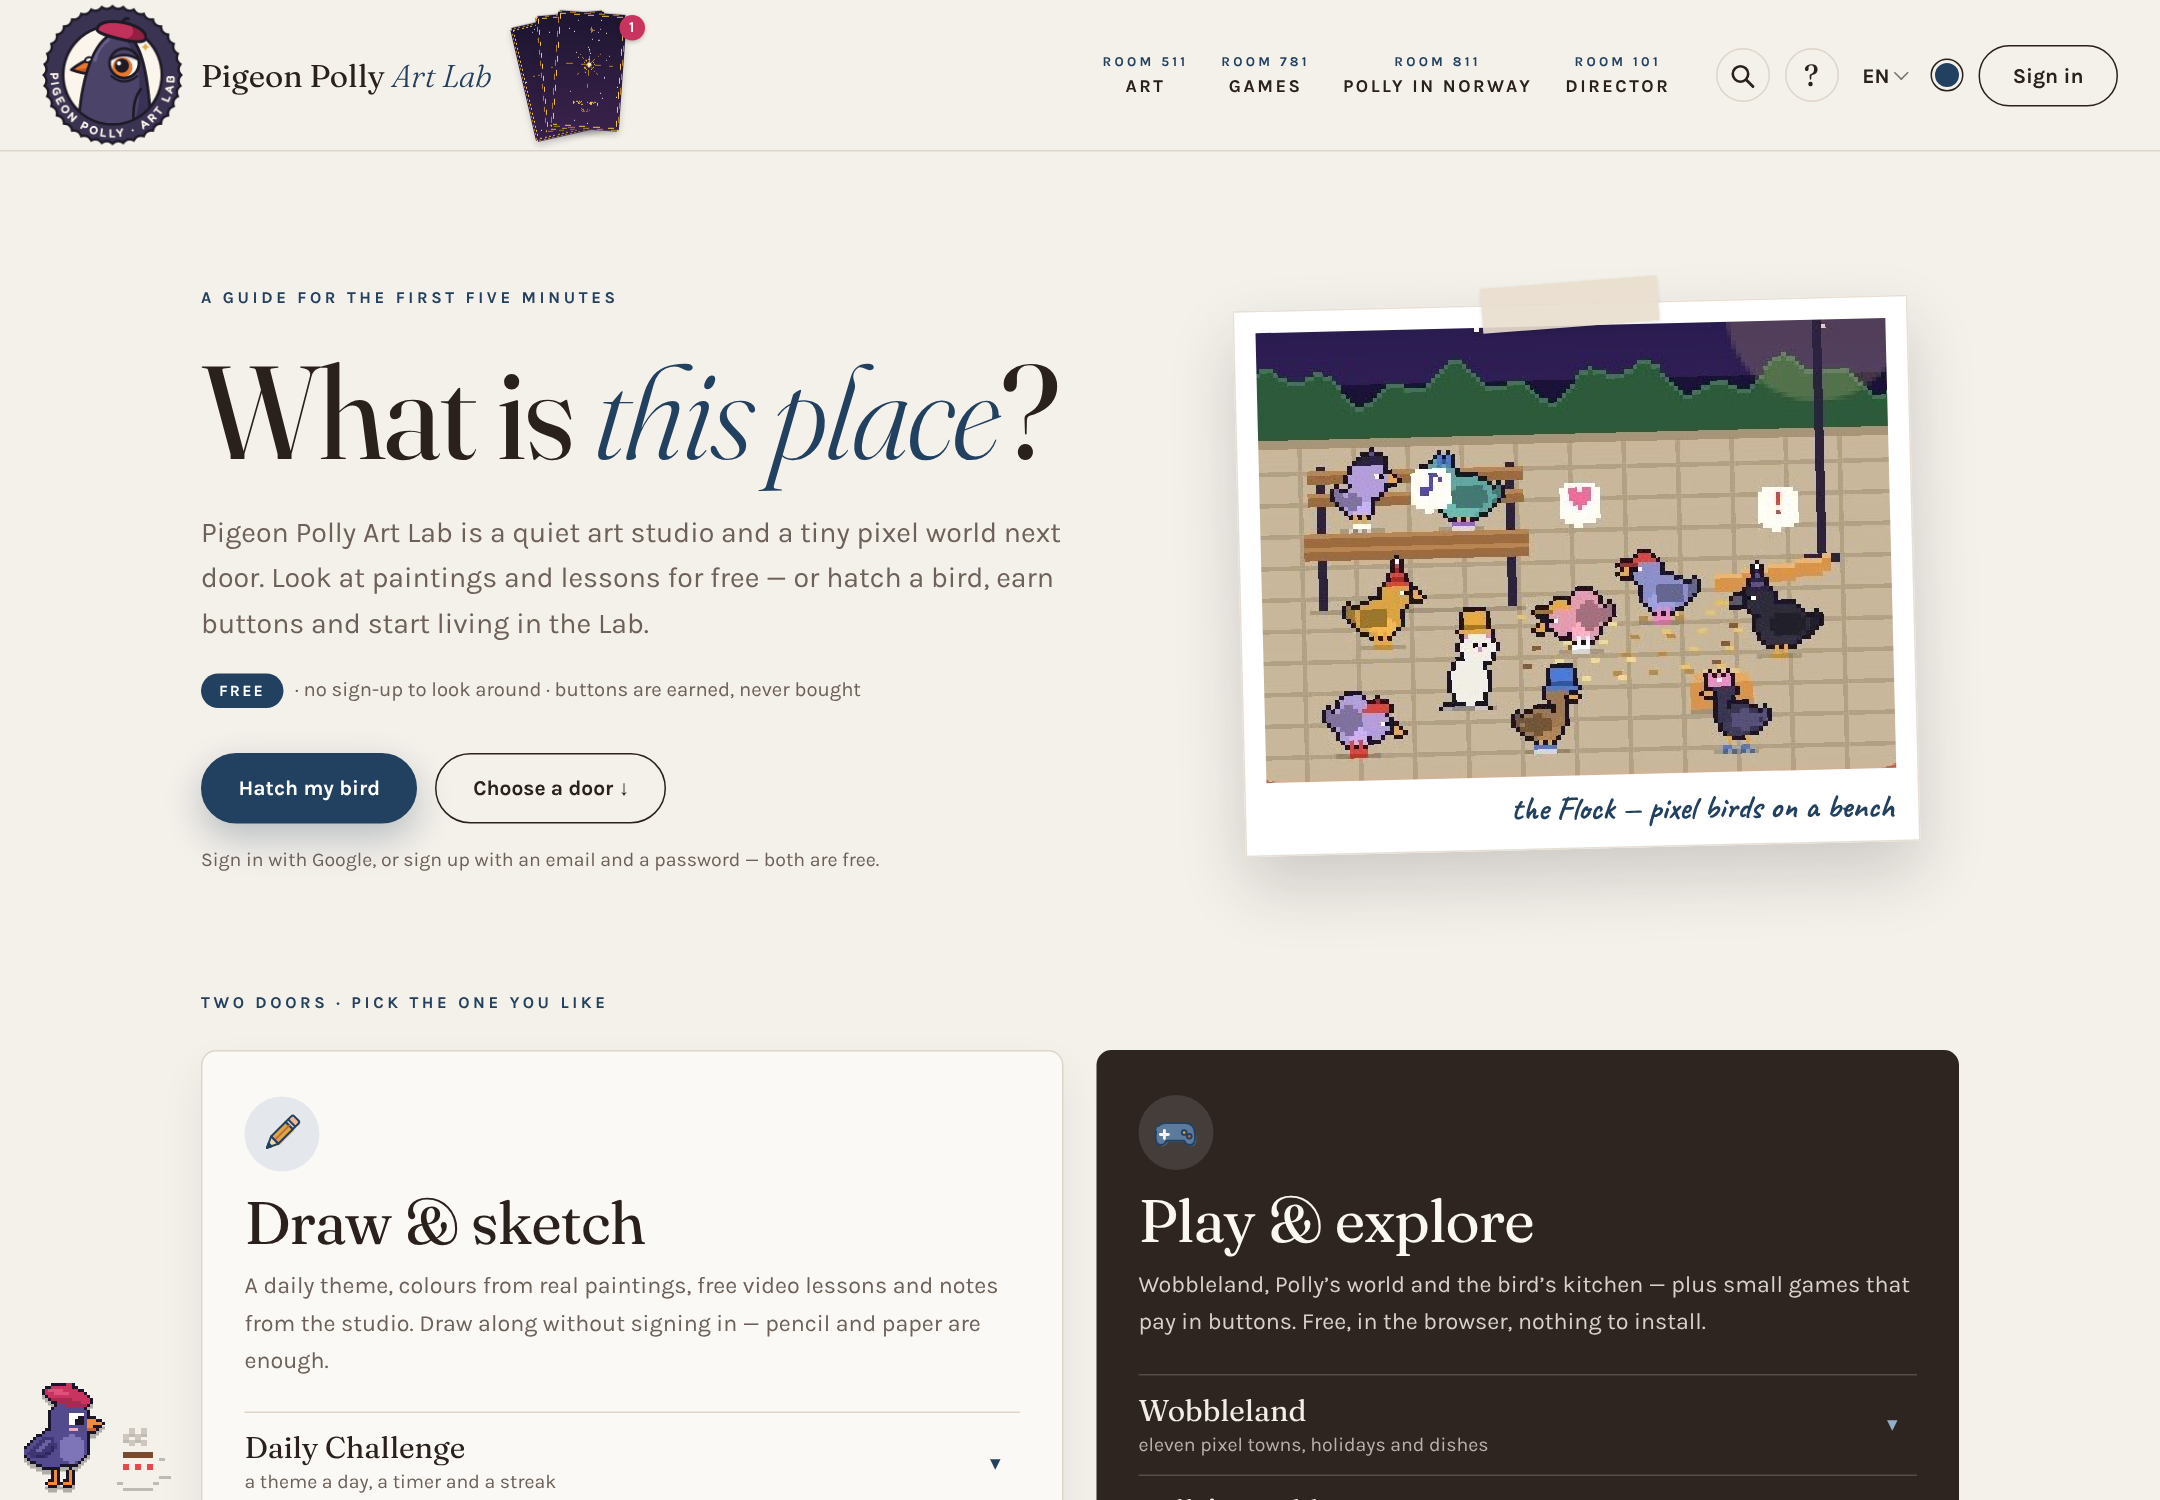 PIGEON POLLY · ART LAB
Pigeon Polly Art Lab
1
ROOM 511
ART
ROOM 781
GAMES
ROOM 811
POLLY IN NORWAY
ROOM 101
DIRECTOR
?
EN
Sign in
A GUIDE FOR THE FIRST FIVE MINUTES
What is this place?
Pigeon Polly Art Lab is a quiet art studio and a tiny pixel world next
door. Look at paintings and lessons for free — or hatch a bird, earn
buttons and start living in the Lab.
FREE · no sign-up to look around · buttons are earned, never bought
Hatch my bird
Choose a door ↓
Sign in with Google, or sign up with an email and a password — both are free.
!
the Flock — pixel birds on a bench
TWO DOORS · PICK THE ONE YOU LIKE
Draw & sketch
A daily theme, colours from real paintings, free video lessons and notes
from the studio. Draw along without signing in — pencil and paper are
enough.
Daily Challenge
a theme a day, a timer and a streak
Play & explore
Wobbleland, Polly’s world and the bird’s kitchen — plus small games that
pay in buttons. Free, in the browser, nothing to install.
Wobbleland
eleven pixel towns, holidays and dishes